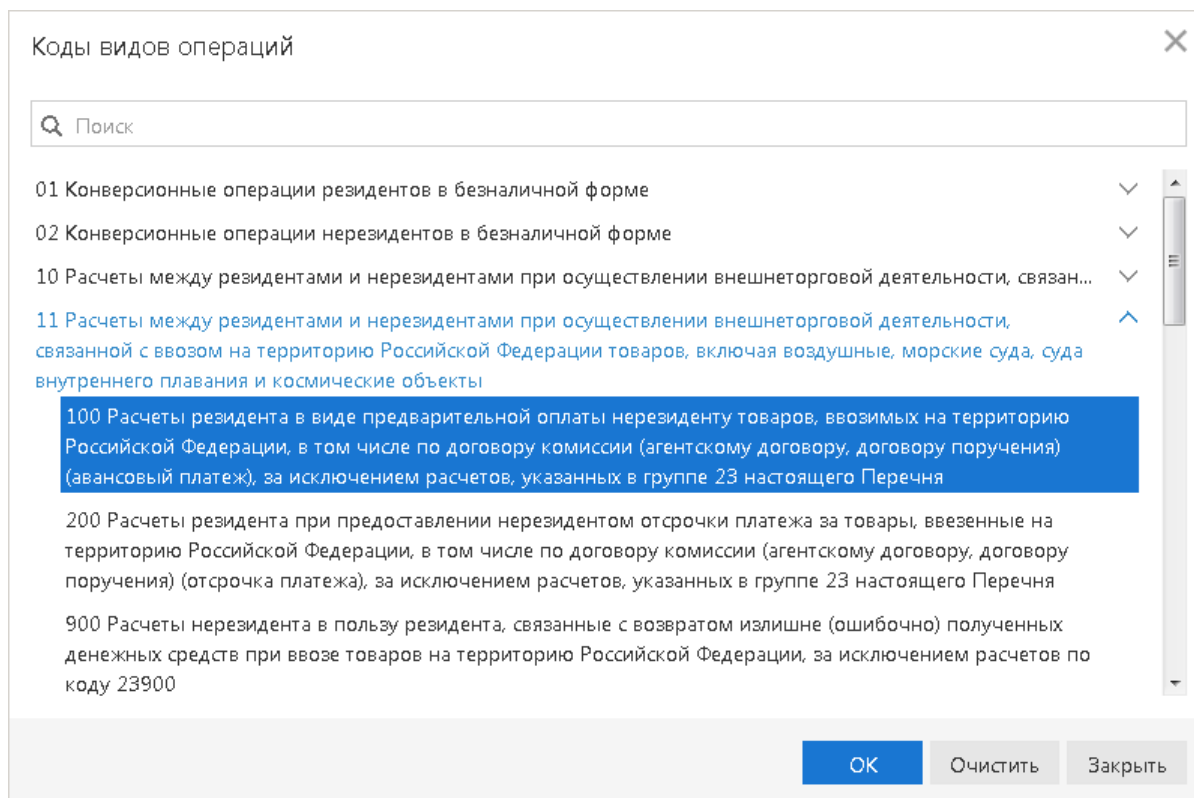 Коды видов операций
Поиск
01 Конверсионные операции резидентов в безналичной форме
02 Конверсионные операции нерезидентов в безналичной форме
10 Расчеты между резидентами и нерезидентами при осуществлении внешнеторговой деятельности, связан...
11 Расчеты между резидентами и нерезидентами при осуществлении внешнеторговой деятельности,
связанной с ввозом на территорию Российской Федерации товаров, включая воздушные, морские суда, суда
внутреннего плавания и космические объекты
100 Расчеты резидента в виде предварительной оплаты нерезиденту товаров, ввозимых на территорию
Российской Федерации, в том числе по договору комиссии (агентскому договору, договору поручения)
(авансовый платеж), за исключением расчетов, указанных в группе 23 настоящего Перечня
200 Расчеты резидента при предоставлении нерезидентом отсрочки платежа за товары, ввезенные на
территорию Российской Федерации, в том числе по договору комиссии (агентскому договору, договору
поручения) (отсрочка платежа), за исключением расчетов, указанных в группе 23 настоящего Перечня
900 Расчеты нерезидента в пользу резидента, связанные с возвратом излишне (ошибочно) полученных
денежных средств при ввозе товаров на территорию Российской Федерации, за исключением расчетов по
коду 23900
ОК Очистить Закрыть